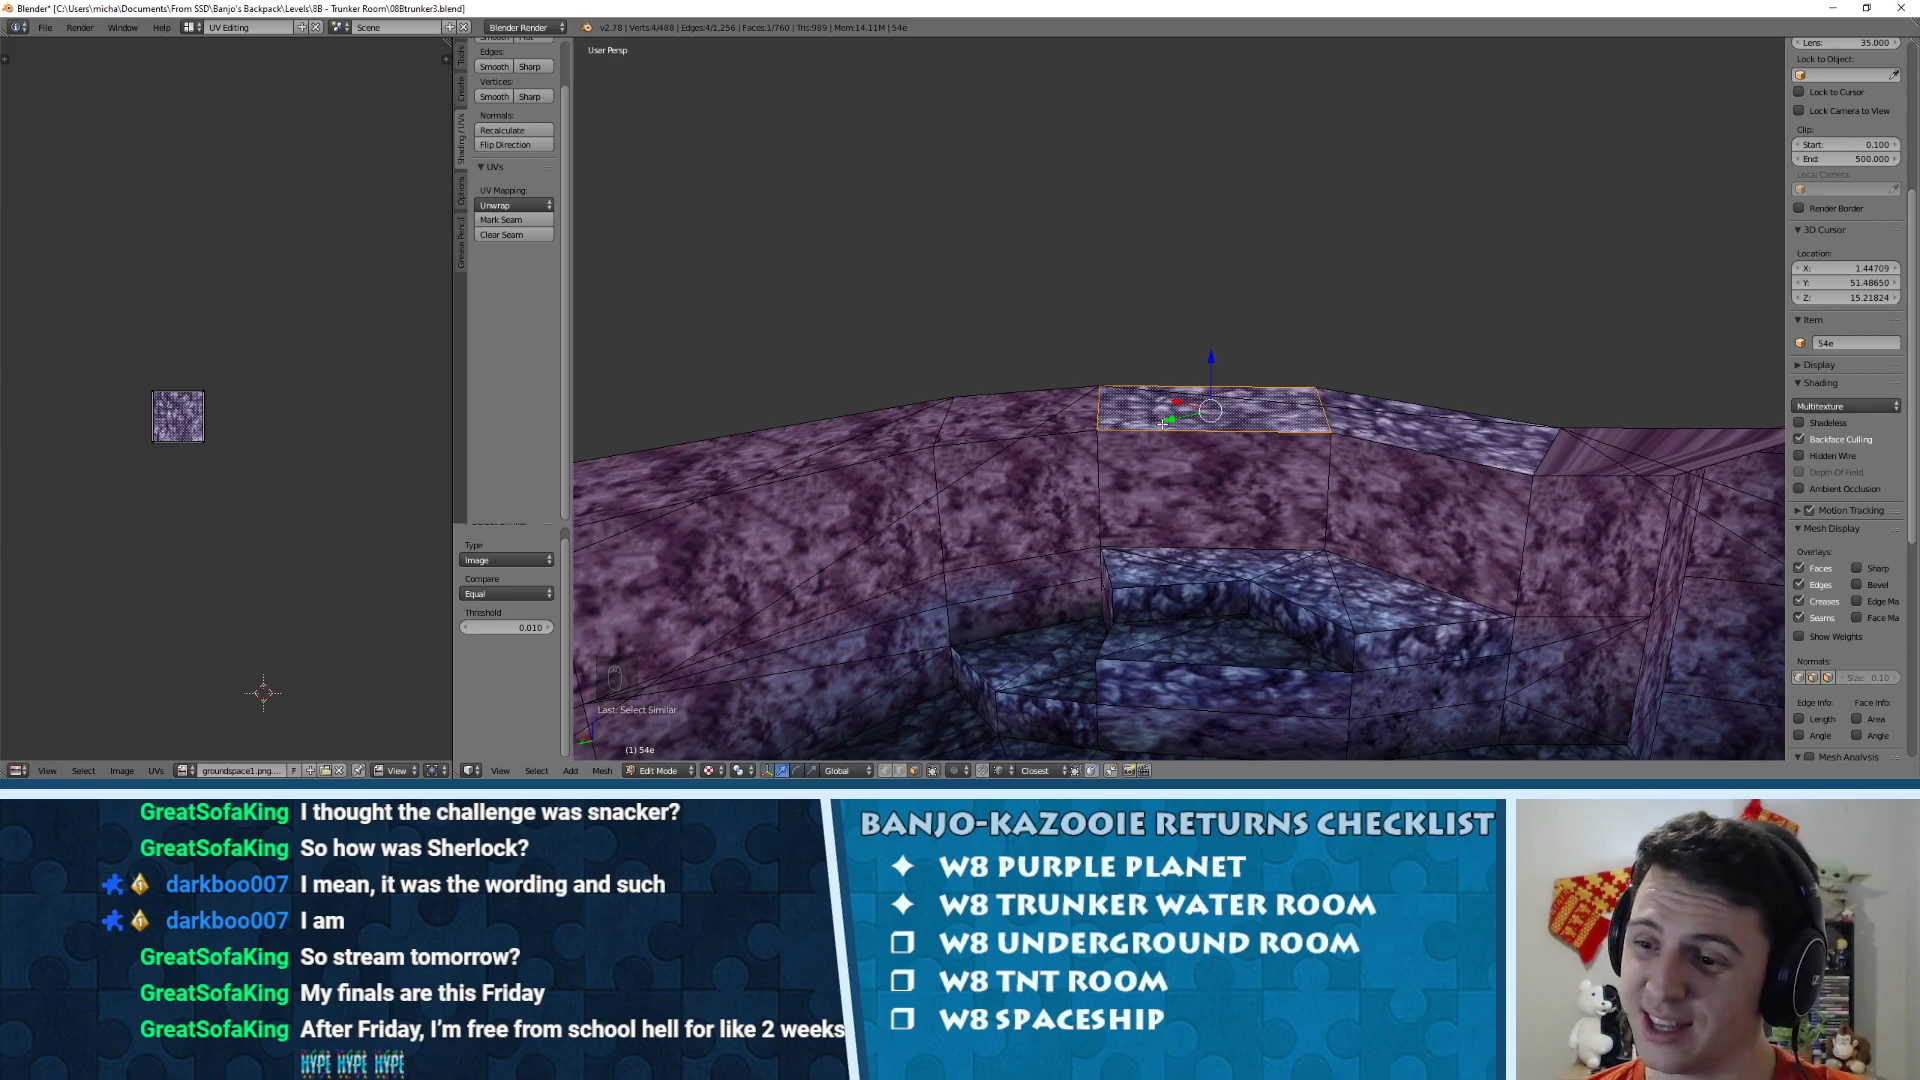 Blender* [C:\Users\micha\Documents\From SSD\Banjo's Backpack\Levels\8B - Trunker Room\08Btrunker3.blend]
File Render Window Help UV Editing Scene Blender Render v2.78 | Verts:4/488 | Edges:4/1,256 | Faces:1/760 | Tris:989 | Mem:14.11M | 54e
User Persp
Tools
Create
Shading / UVs
Options
Grease Pencil
Edges:
Smooth Sharp
Vertices:
Smooth Sharp
Normals:
Recalculate
Flip Direction
UVs
UV Mapping:
Unwrap
Mark Seam
Clear Seam
Type
Image
Compare
Equal
Threshold
0.010
Last: Select Similar
(1) 54e
Lens: 35.000
Lock to Object:
Lock to Cursor
Lock Camera to View
Clip:
Start: 0.100
End: 500.000
Local Camera:
Render Border
3D Cursor
Location:
X: 1.44709
Y: 51.48650
Z: 15.21824
Item
54e
Display
Shading
Multitexture
Shadeless
Backface Culling
Hidden Wire
Depth Of Field
Ambient Occlusion
Motion Tracking
Mesh Display
Overlays:
Faces Sharp
Edges Bevel
Creases Edge Ma
Seams Face Ma
Show Weights
Normals:
Size: 0.10
Edge Info: Face Info:
Length Area
Angle Angle
Mesh Analysis
View Select Image UVs groundspace1.png... F View
View Select Add Mesh Edit Mode Global Closest
GreatSofaKing I thought the challenge was snacker?
GreatSofaKing So how was Sherlock?
darkboo007 I mean, it was the wording and such
darkboo007 I am
GreatSofaKing So stream tomorrow?
GreatSofaKing My finals are this Friday
GreatSofaKing After Friday, I'm free from school hell for like 2 weeks
HYPE HYPE HYPE
BANJO-KAZOOIE RETURNS CHECKLIST
W8 PURPLE PLANET
W8 TRUNKER WATER ROOM
W8 UNDERGROUND ROOM
W8 TNT ROOM
W8 SPACESHIP